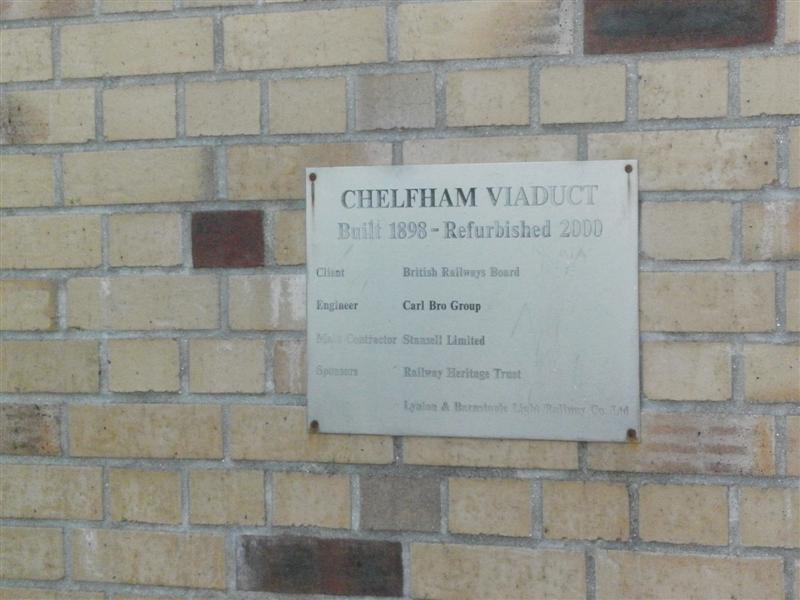 CHELFHAM VIADUCT
Built 1898 - Refurbished 2000
Client British Railways Board
Engineer Carl Bro Group
Main Contractor Stansell Limited
Sponsors Railway Heritage Trust
Lynton & Barnstaple Light Railway Co. Ltd